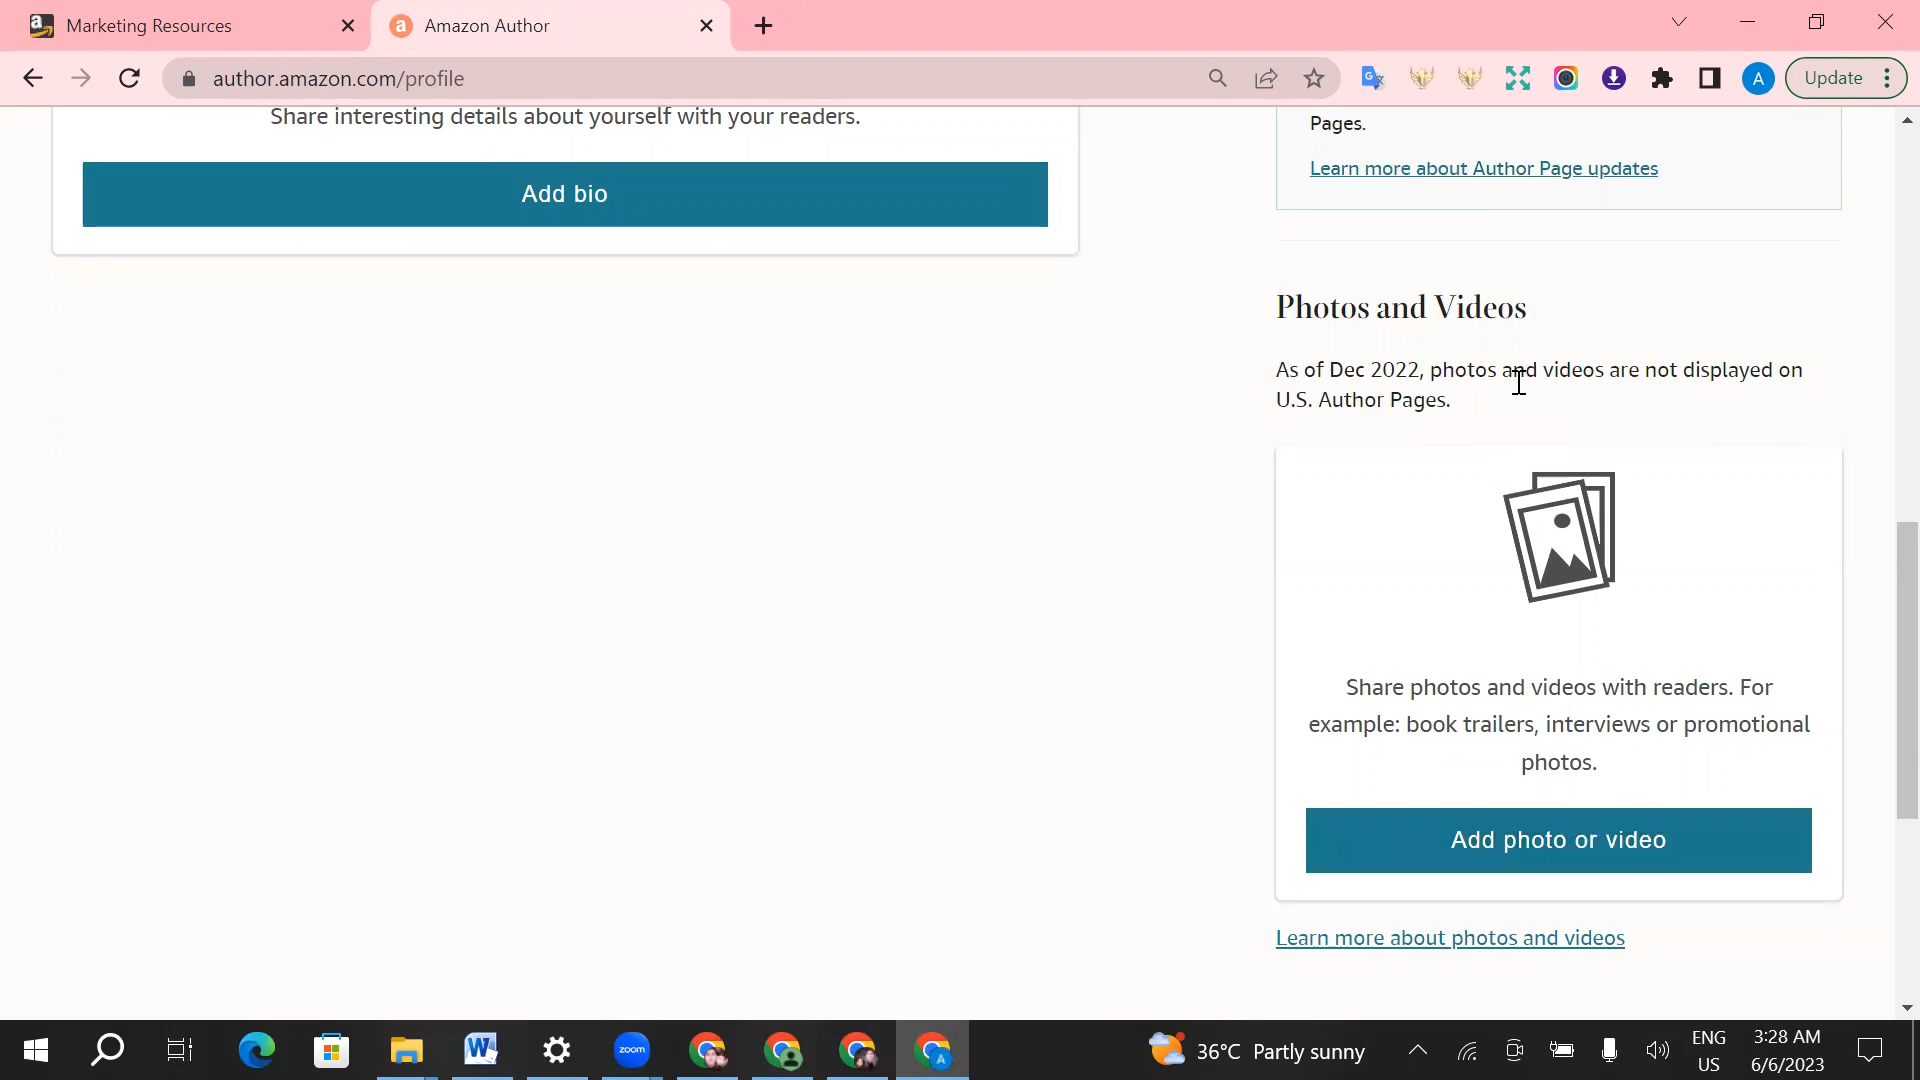 Marketing Resources
Amazon Author
author.amazon.com/profile
A
Update
Share interesting details about yourself with your readers.
Add bio
Pages.
Learn more about Author Page updates
Photos and Videos
As of Dec 2022, photos and videos are not displayed on
U.S. Author Pages.
Share photos and videos with readers. For
example: book trailers, interviews or promotional
photos.
Add photo or video
Learn more about photos and videos
zoom
A
36°C Partly sunny
ENG
US
3:28 AM
6/6/2023